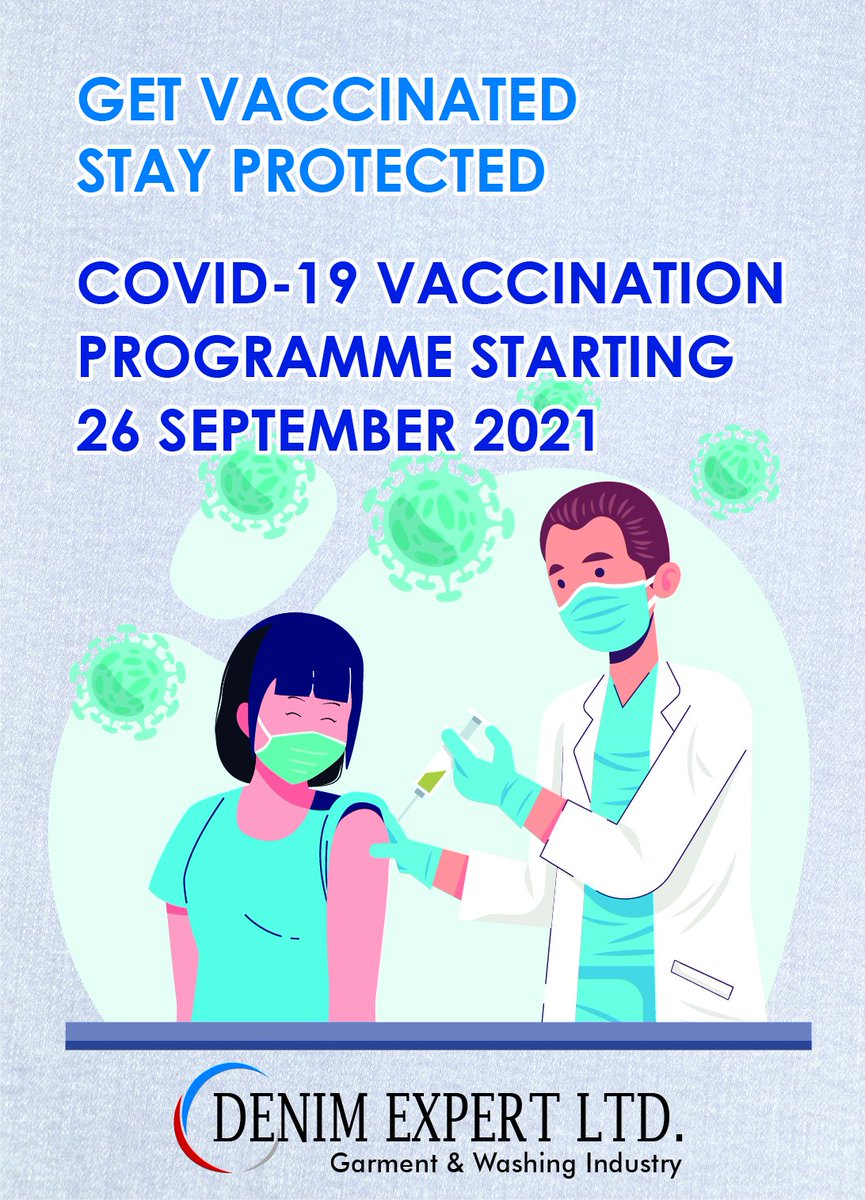 GET VACCINATED
STAY PROTECTED
COVID-19 VACCINATION
PROGRAMME STARTING
26 SEPTEMBER 2021
DENIM EXPERT LTD.
Garment & Washing Industry